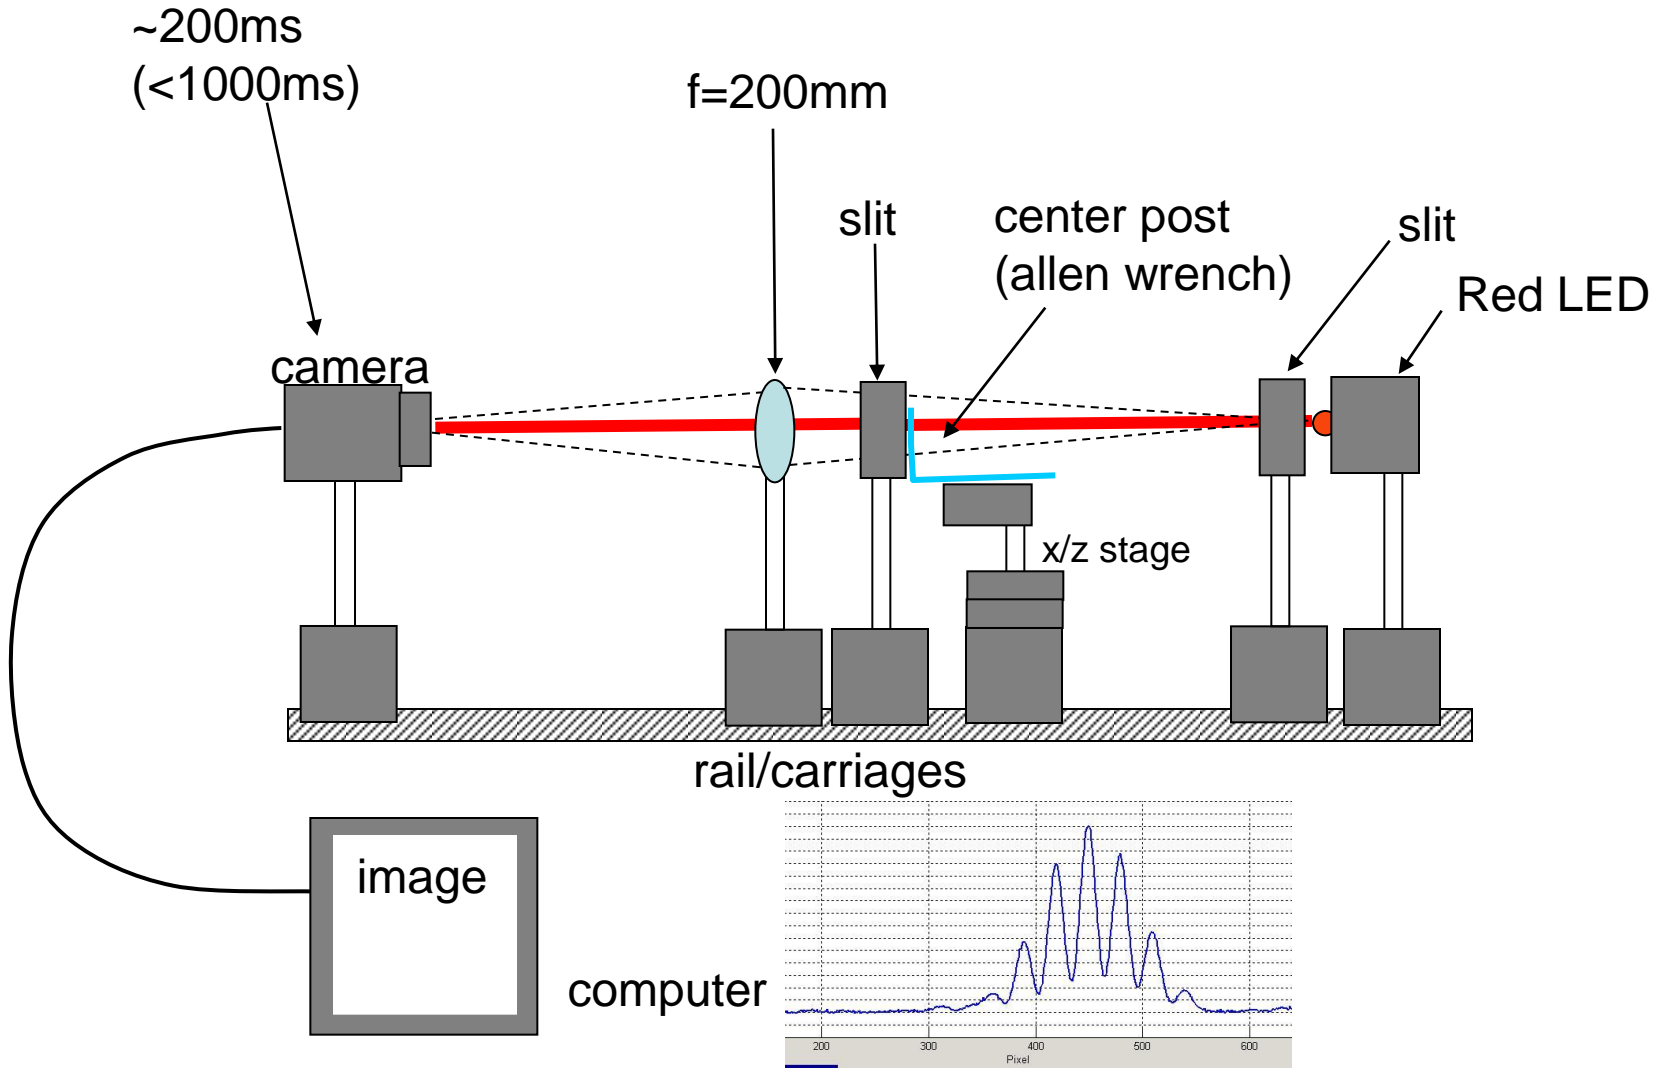 ~200ms
(<1000ms)
f=200mm
slit
center post
(allen wrench)
slit
Red LED
camera
x/z stage
rail/carriages
image
computer
200 300 400 500 600
Pixel